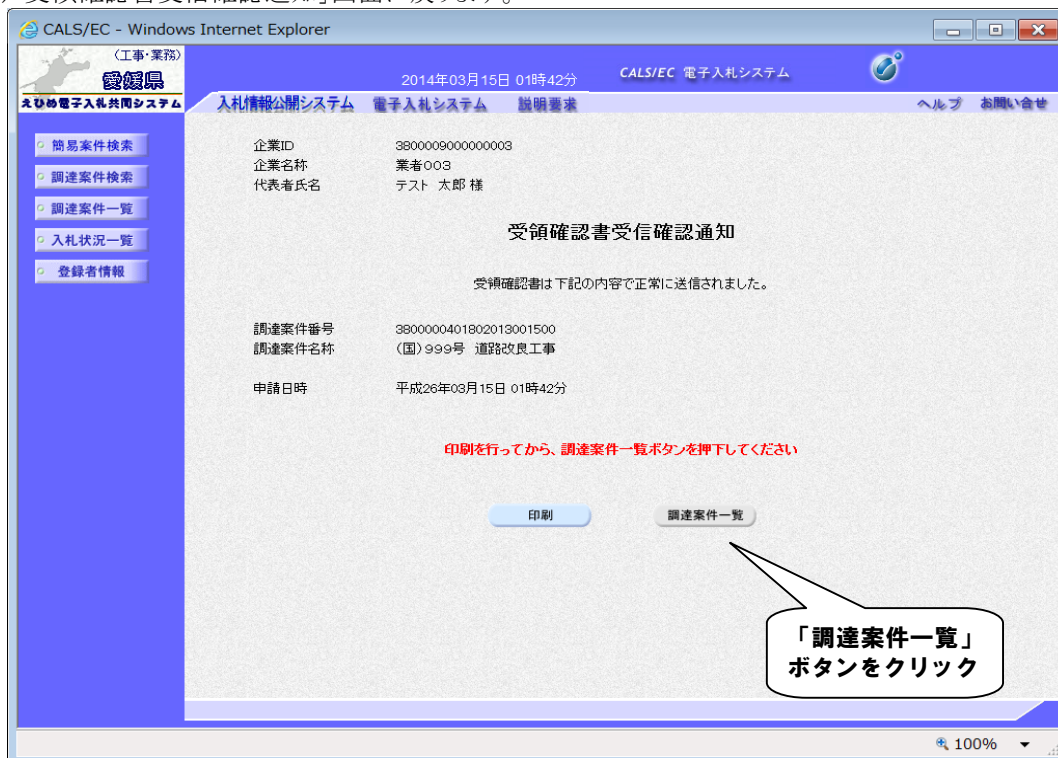 CALS/EC - Windows Internet Explorer
(工事・業務)
愛媛県
えひめ電子入札共同システム
2014年03月15日 01時42分
CALS/EC 電子入札システム
入札情報公開システム 電子入札システム 説明要求
ヘルプ お問い合せ
簡易案件検索
調達案件検索
調達案件一覧
入札状況一覧
登録者情報
企業ID 3800009000000003
企業名称 業者003
代表者氏名 テスト 太郎 様
受領確認書受信確認通知
受領確認書は下記の内容で正常に送信されました。
調達案件番号 3800000401802013001500
調達案件名称 (国)999号 道路改良工事
申請日時 平成26年03月15日 01時42分
印刷を行ってから、調達案件一覧ボタンを押下してください
印刷 調達案件一覧
「調達案件一覧」
ボタンをクリック
100%